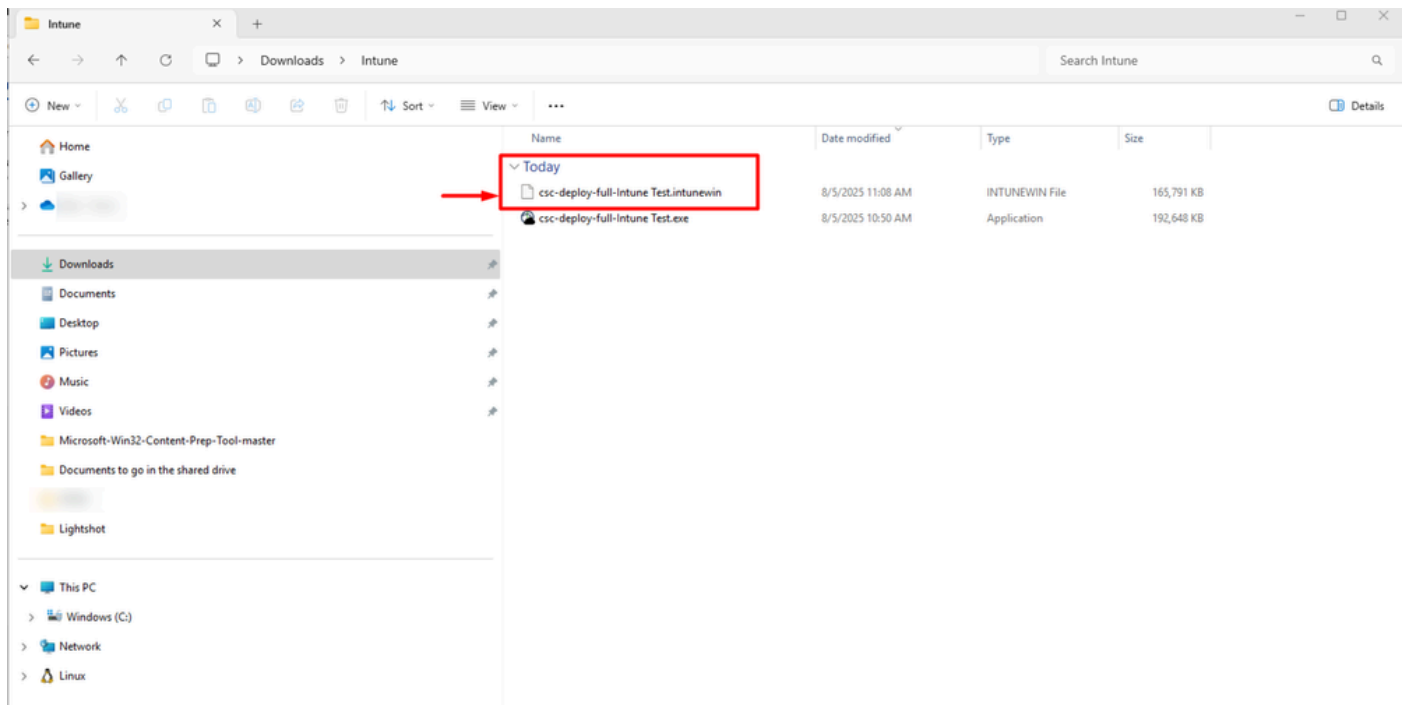 Intune
Downloads > Intune
Search Intune
New
Sort
View
...
Details
Home
Gallery
Downloads
Documents
Desktop
Pictures
Music
Videos
Microsoft-Win32-Content-Prep-Tool-master
Documents to go in the shared drive
Lightshot
This PC
Windows (C:)
Network
Linux
Name Date modified Type Size
Today
csc-deploy-full-Intune Test.intunewin 8/5/2025 11:08 AM INTUNEWIN File 165,791 KB
csc-deploy-full-Intune Test.exe 8/5/2025 10:50 AM Application 192,648 KB